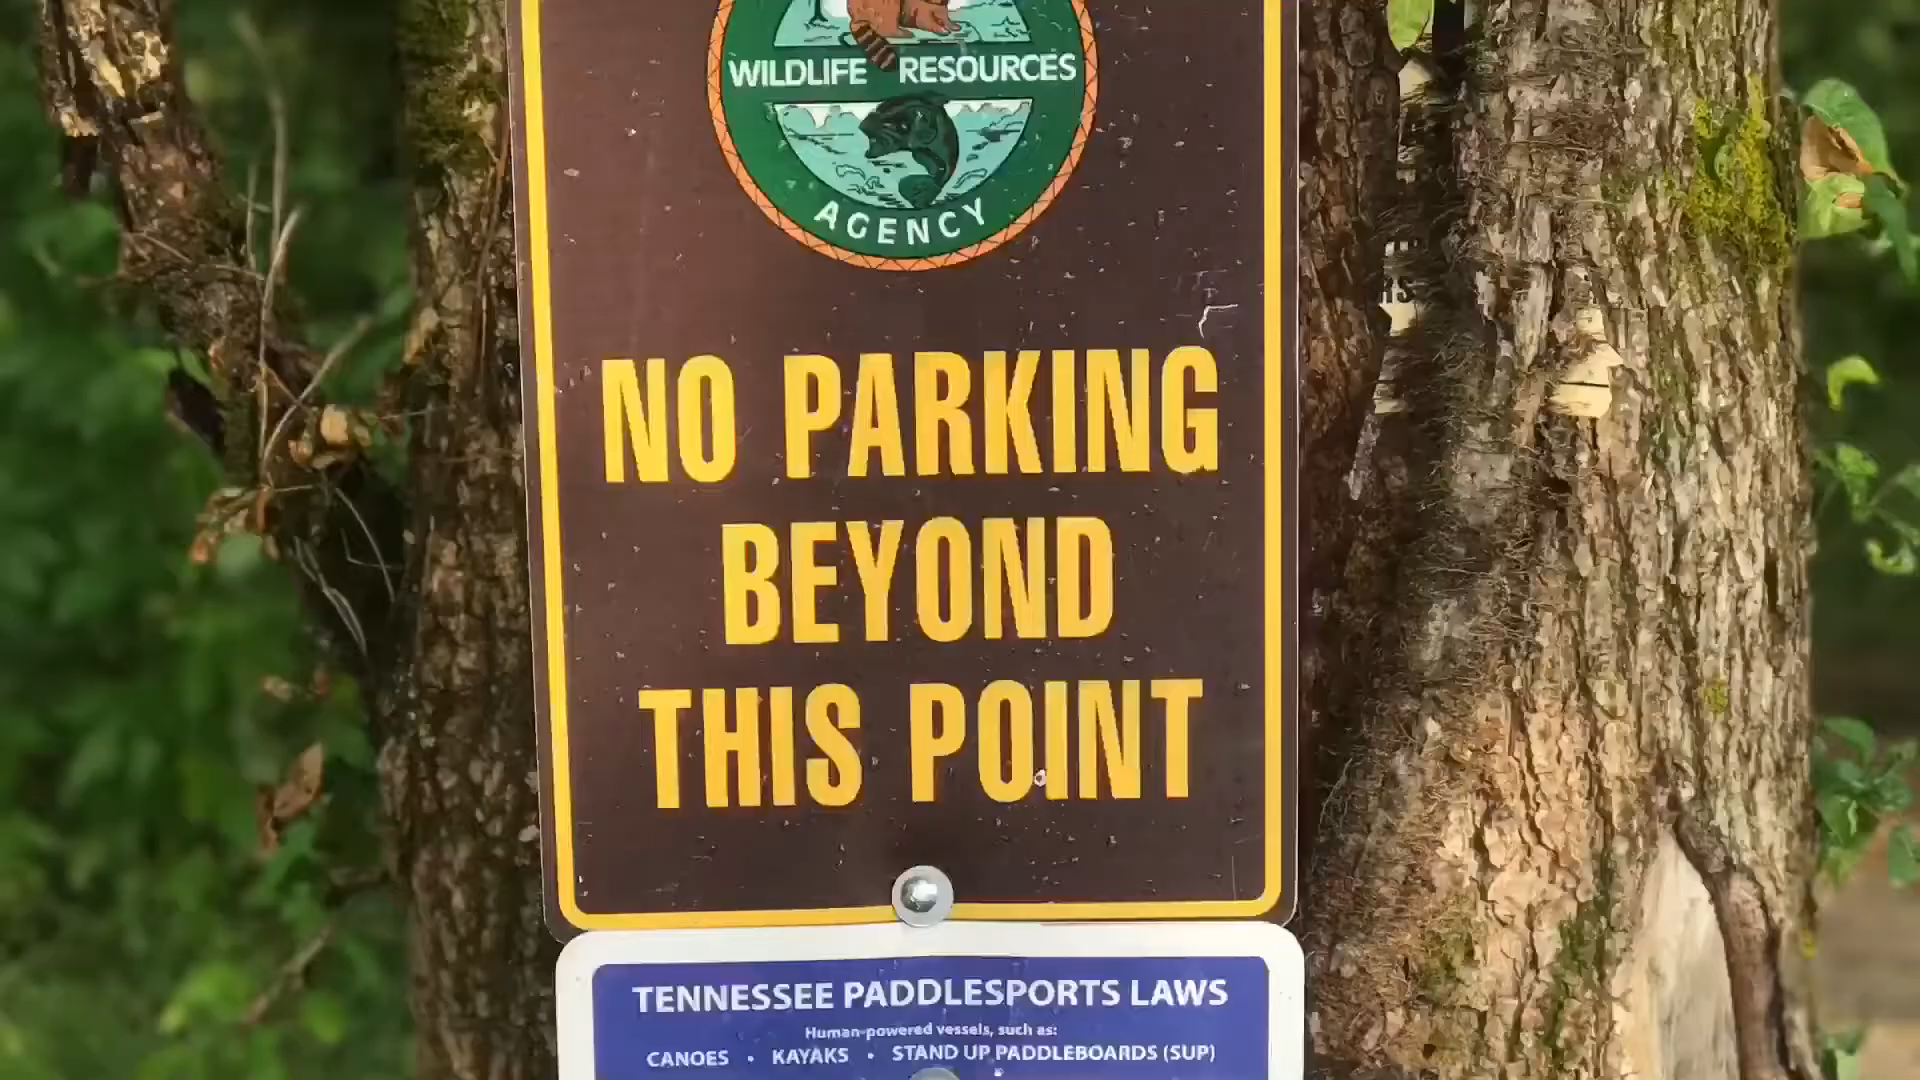 WILDLIFE RESOURCES
AGENCY
NO PARKING
BEYOND
THIS POINT
TENNESSEE PADDLESPORTS LAWS
Human-powered vessels, such as:
CANOES • KAYAKS • STAND UP PADDLEBOARDS (SUP)